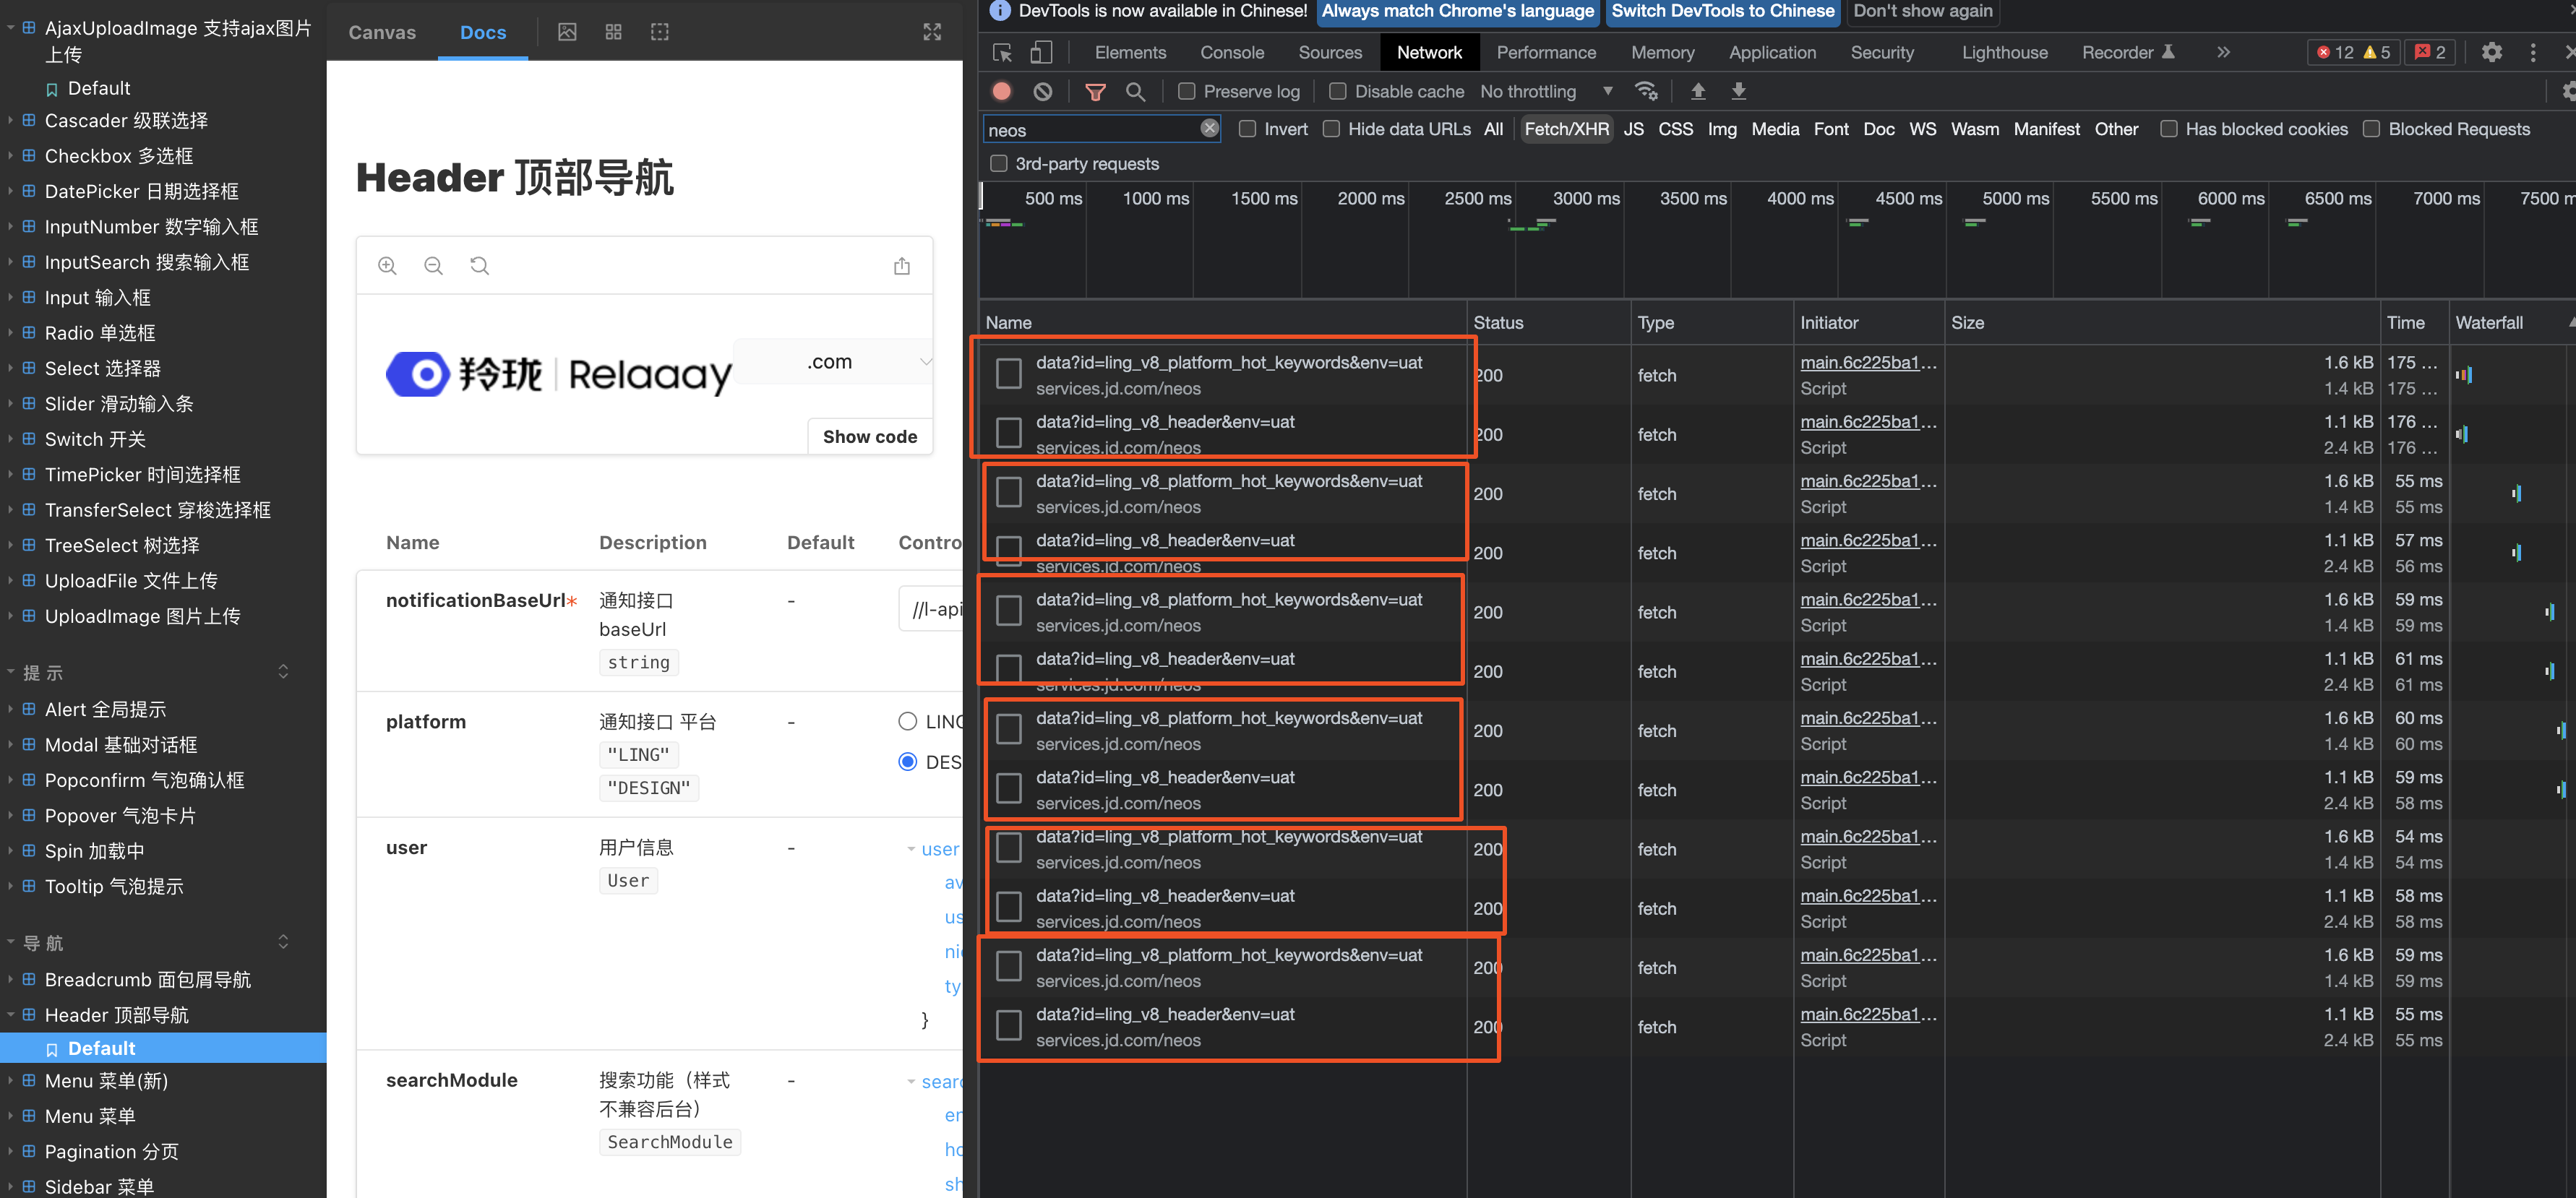 AjaxUploadImage 支持ajax图片
上传
Default
Cascader 级联选择
Checkbox 多选框
DatePicker 日期选择框
InputNumber 数字输入框
InputSearch 搜索输入框
Input 输入框
Radio 单选框
Select 选择器
Slider 滑动输入条
Switch 开关
TimePicker 时间选择框
TransferSelect 穿梭选择框
TreeSelect 树选择
UploadFile 文件上传
UploadImage 图片上传
提示
Alert 全局提示
Modal 基础对话框
Popconfirm 气泡确认框
Popover 气泡卡片
Spin 加载中
Tooltip 气泡提示
导航
Breadcrumb 面包屑导航
Header 顶部导航
Default
Menu 菜单(新)
Menu 菜单
Pagination 分页
Sidebar 菜单
Canvas Docs
Header 顶部导航
羚珑 Relaaay .com
Show code
Name Description Default Contro
notificationBaseUrl* 通知接口 - //l-api
baseUrl
string
platform 通知接口 平台 - LING
"LING"
"DESIGN" DES
user 用户信息 - user
User av
us
nic
ty
}
searchModule 搜索功能（样式 - searc
不兼容后台） en
SearchModule ho
sh
DevTools is now available in Chinese! Always match Chrome's language Switch DevTools to Chinese Don't show again
Elements Console Sources Network Performance Memory Application Security Lighthouse Recorder 12 5 2
Preserve log Disable cache No throttling
neos Invert Hide data URLs All Fetch/XHR JS CSS Img Media Font Doc WS Wasm Manifest Other Has blocked cookies Blocked Requests
3rd-party requests
500 ms 1000 ms 1500 ms 2000 ms 2500 ms 3000 ms 3500 ms 4000 ms 4500 ms 5000 ms 5500 ms 6000 ms 6500 ms 7000 ms 7500 m
Name Status Type Initiator Size Time Waterfall
data?id=ling_v8_platform_hot_keywords&env=uat 200 fetch main.6c225ba1… 1.6 kB 175 …
services.jd.com/neos Script 1.4 kB 175 …
data?id=ling_v8_header&env=uat 200 fetch main.6c225ba1… 1.1 kB 176 …
services.jd.com/neos Script 2.4 kB 176 …
data?id=ling_v8_platform_hot_keywords&env=uat 200 fetch main.6c225ba1… 1.6 kB 55 ms
services.jd.com/neos Script 1.4 kB 55 ms
data?id=ling_v8_header&env=uat 200 fetch main.6c225ba1… 1.1 kB 57 ms
services.jd.com/neos Script 2.4 kB 56 ms
data?id=ling_v8_platform_hot_keywords&env=uat 200 fetch main.6c225ba1… 1.6 kB 59 ms
services.jd.com/neos Script 1.4 kB 59 ms
data?id=ling_v8_header&env=uat 200 fetch main.6c225ba1… 1.1 kB 61 ms
services.jd.com/neos Script 2.4 kB 61 ms
data?id=ling_v8_platform_hot_keywords&env=uat 200 fetch main.6c225ba1… 1.6 kB 60 ms
services.jd.com/neos Script 1.4 kB 60 ms
data?id=ling_v8_header&env=uat 200 fetch main.6c225ba1… 1.1 kB 59 ms
services.jd.com/neos Script 2.4 kB 58 ms
data?id=ling_v8_platform_hot_keywords&env=uat 200 fetch main.6c225ba1… 1.6 kB 54 ms
services.jd.com/neos Script 1.4 kB 54 ms
data?id=ling_v8_header&env=uat 200 fetch main.6c225ba1… 1.1 kB 58 ms
services.jd.com/neos Script 2.4 kB 58 ms
data?id=ling_v8_platform_hot_keywords&env=uat 200 fetch main.6c225ba1… 1.6 kB 59 ms
services.jd.com/neos Script 1.4 kB 59 ms
data?id=ling_v8_header&env=uat 200 fetch main.6c225ba1… 1.1 kB 55 ms
services.jd.com/neos Script 2.4 kB 55 ms